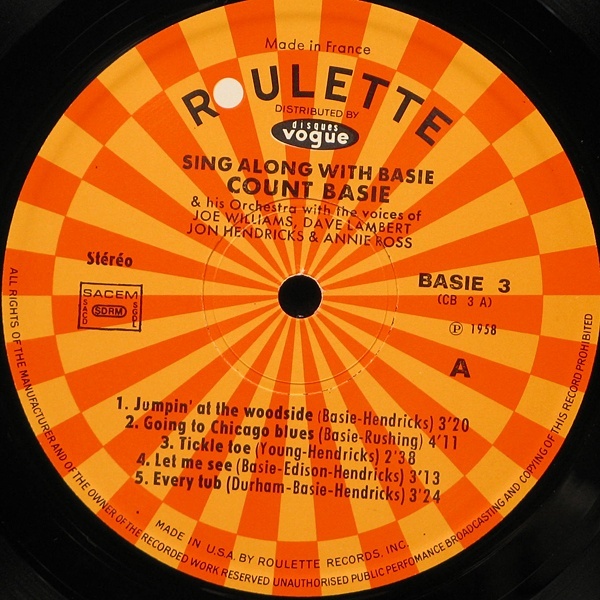 Made in France
ROULETTE
DISTRIBUTED BY
disques
vogue
SING ALONG WITH BASIE
COUNT BASIE
& his Orchestra with the voices of
JOE WILLIAMS, DAVE LAMBERT
JON HENDRICKS & ANNIE ROSS
Stéréo
SACEM
SACD
SDRM
SGDL
BASIE 3
(CB 3 A)
℗ 1958
A
1. Jumpin' at the woodside (Basie-Hendricks) 3'20
2. Going to Chicago blues (Basie-Rushing) 4'11
3. Tickle toe (Young-Hendricks) 2'38
4. Let me see (Basie-Edison-Hendricks) 3'13
5. Every tub (Durham-Basie-Hendricks) 3'24
MADE IN U.S.A. BY ROULETTE RECORDS, INC.
ALL RIGHTS OF THE MANUFACTURER AND OF THE OWNER OF THE RECORDED WORK RESERVED UNAUTHORISED PUBLIC PERFOMANCE BROADCASTING AND COPYING OF THIS RECORD PROHIBITED